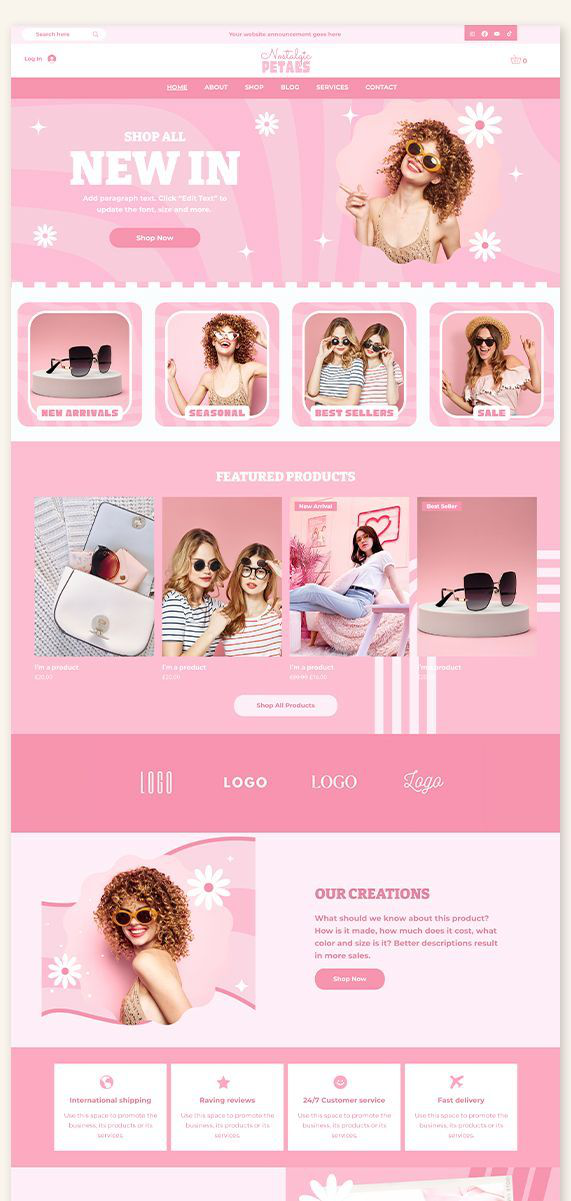 Search here
Your website announcement goes here
Log In
Nostalgic
PETALS
0
HOME
ABOUT
SHOP
BLOG
SERVICES
CONTACT
SHOP ALL
NEW IN
Add paragraph text. Click "Edit Text" to
update the font, size and more.
Shop Now
NEW ARRIVALS
SEASONAL
BEST SELLERS
SALE
FEATURED PRODUCTS
New Arrival
Best Seller
I'm a product
I'm a product
I'm a product
I'm a product
£20.00
£20.00
Shop All Products
LOGO
LOGO
LOGO
Logo
OUR CREATIONS
What should we know about this product?
How is it made, how much does it cost, what
color and size is it? Better descriptions result
in more sales.
Shop Now
International shipping
Use this space to promote the
business, its products or its
services.
Raving reviews
Use this space to promote the
business, its products or its
services.
24/7 Customer service
Use this space to promote the
business, its products or its
services.
Fast delivery
Use this space to promote the
business, its products or its
services.